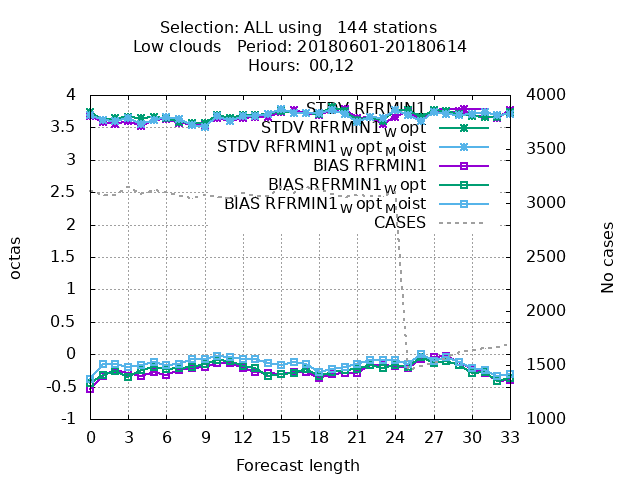 Selection: ALL using   144 stations
Low clouds   Period: 20180601-20180614
Hours:  00,12
octas
No cases
4
3.5
3
2.5
2
1.5
1
0.5
0
-0.5
-1
4000
3500
3000
2500
2000
1500
1000
STDV RFRMIN1
STDV RFRMIN1_W opt
STDV RFRMIN1_W opt_M oist
BIAS RFRMIN1
BIAS RFRMIN1_W opt
BIAS RFRMIN1_W opt_M oist
CASES
0 3 6 9 12 15 18 21 24 27 30 33
Forecast length